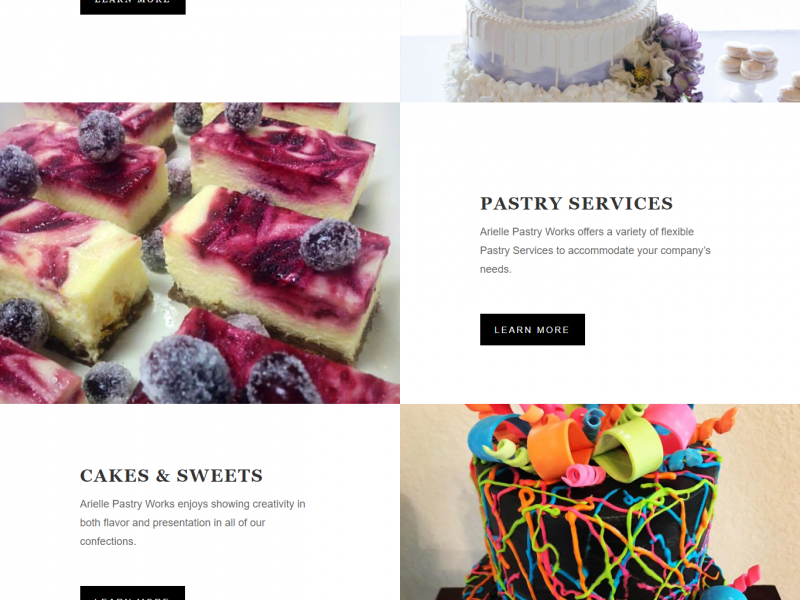 LEARN MORE
PASTRY SERVICES
Arielle Pastry Works offers a variety of flexible
Pastry Services to accommodate your company's
needs.
LEARN MORE
CAKES & SWEETS
Arielle Pastry Works enjoys showing creativity in
both flavor and presentation in all of our
confections.
LEARN MORE